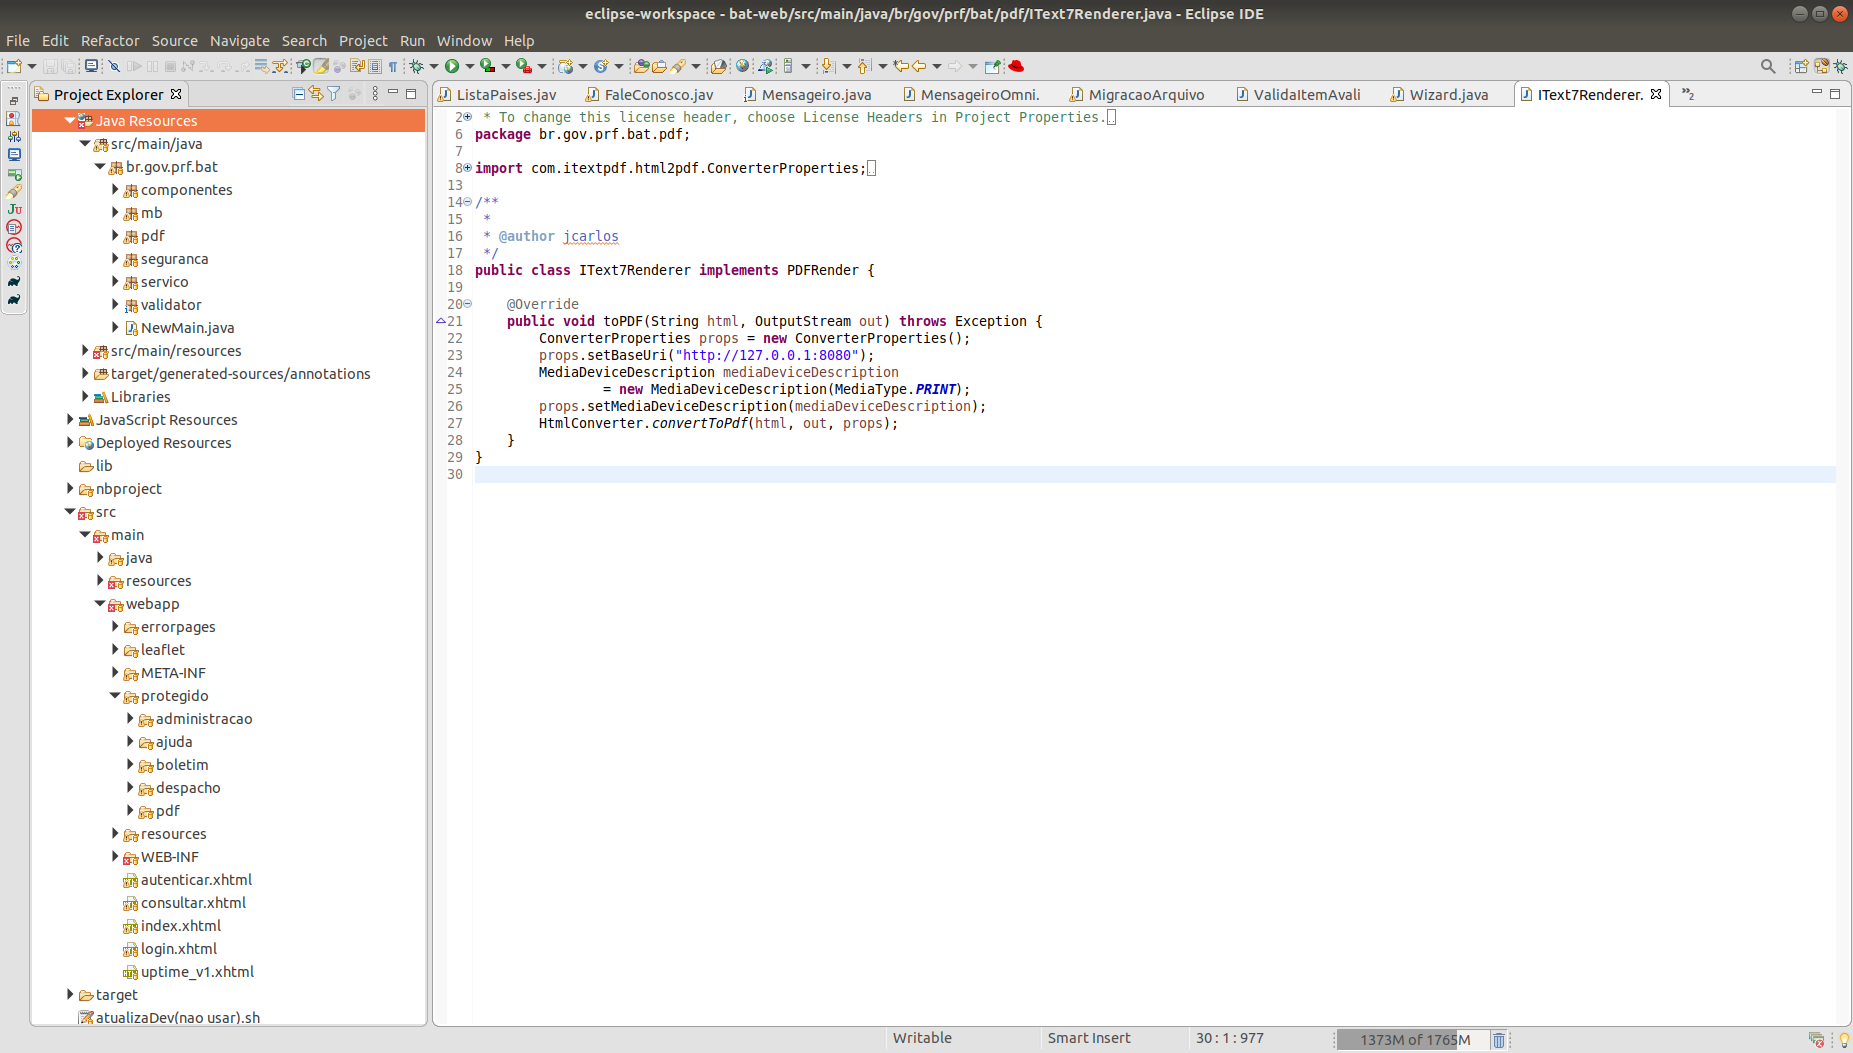 eclipse-workspace - bat-web/src/main/java/br/gov/prf/bat/pdf/IText7Renderer.java - Eclipse IDE
File Edit Refactor Source Navigate Search Project Run Window Help
Project Explorer
Java Resources
src/main/java
br.gov.prf.bat
componentes
mb
pdf
seguranca
servico
validator
NewMain.java
src/main/resources
target/generated-sources/annotations
Libraries
JavaScript Resources
Deployed Resources
lib
nbproject
src
main
java
resources
webapp
errorpages
leaflet
META-INF
protegido
administracao
ajuda
boletim
despacho
pdf
resources
WEB-INF
autenticar.xhtml
consultar.xhtml
index.xhtml
login.xhtml
uptime_v1.xhtml
target
atualizaDev(nao usar).sh
ListaPaises.jav FaleConosco.jav Mensageiro.java MensageiroOmni. MigracaoArquivo ValidaItemAvali Wizard.java IText7Renderer. »2
2 * To change this license header, choose License Headers in Project Properties.
6 package br.gov.prf.bat.pdf;
7
8 import com.itextpdf.html2pdf.ConverterProperties;
13
14 /**
15 *
16 * @author jcarlos
17 */
18 public class IText7Renderer implements PDFRender {
19
20 @Override
21 public void toPDF(String html, OutputStream out) throws Exception {
22 ConverterProperties props = new ConverterProperties();
23 props.setBaseUri("http://127.0.0.1:8080");
24 MediaDeviceDescription mediaDeviceDescription
25 = new MediaDeviceDescription(MediaType.PRINT);
26 props.setMediaDeviceDescription(mediaDeviceDescription);
27 HtmlConverter.convertToPdf(html, out, props);
28 }
29 }
30
Writable Smart Insert 30 : 1 : 977 1373M of 1765M